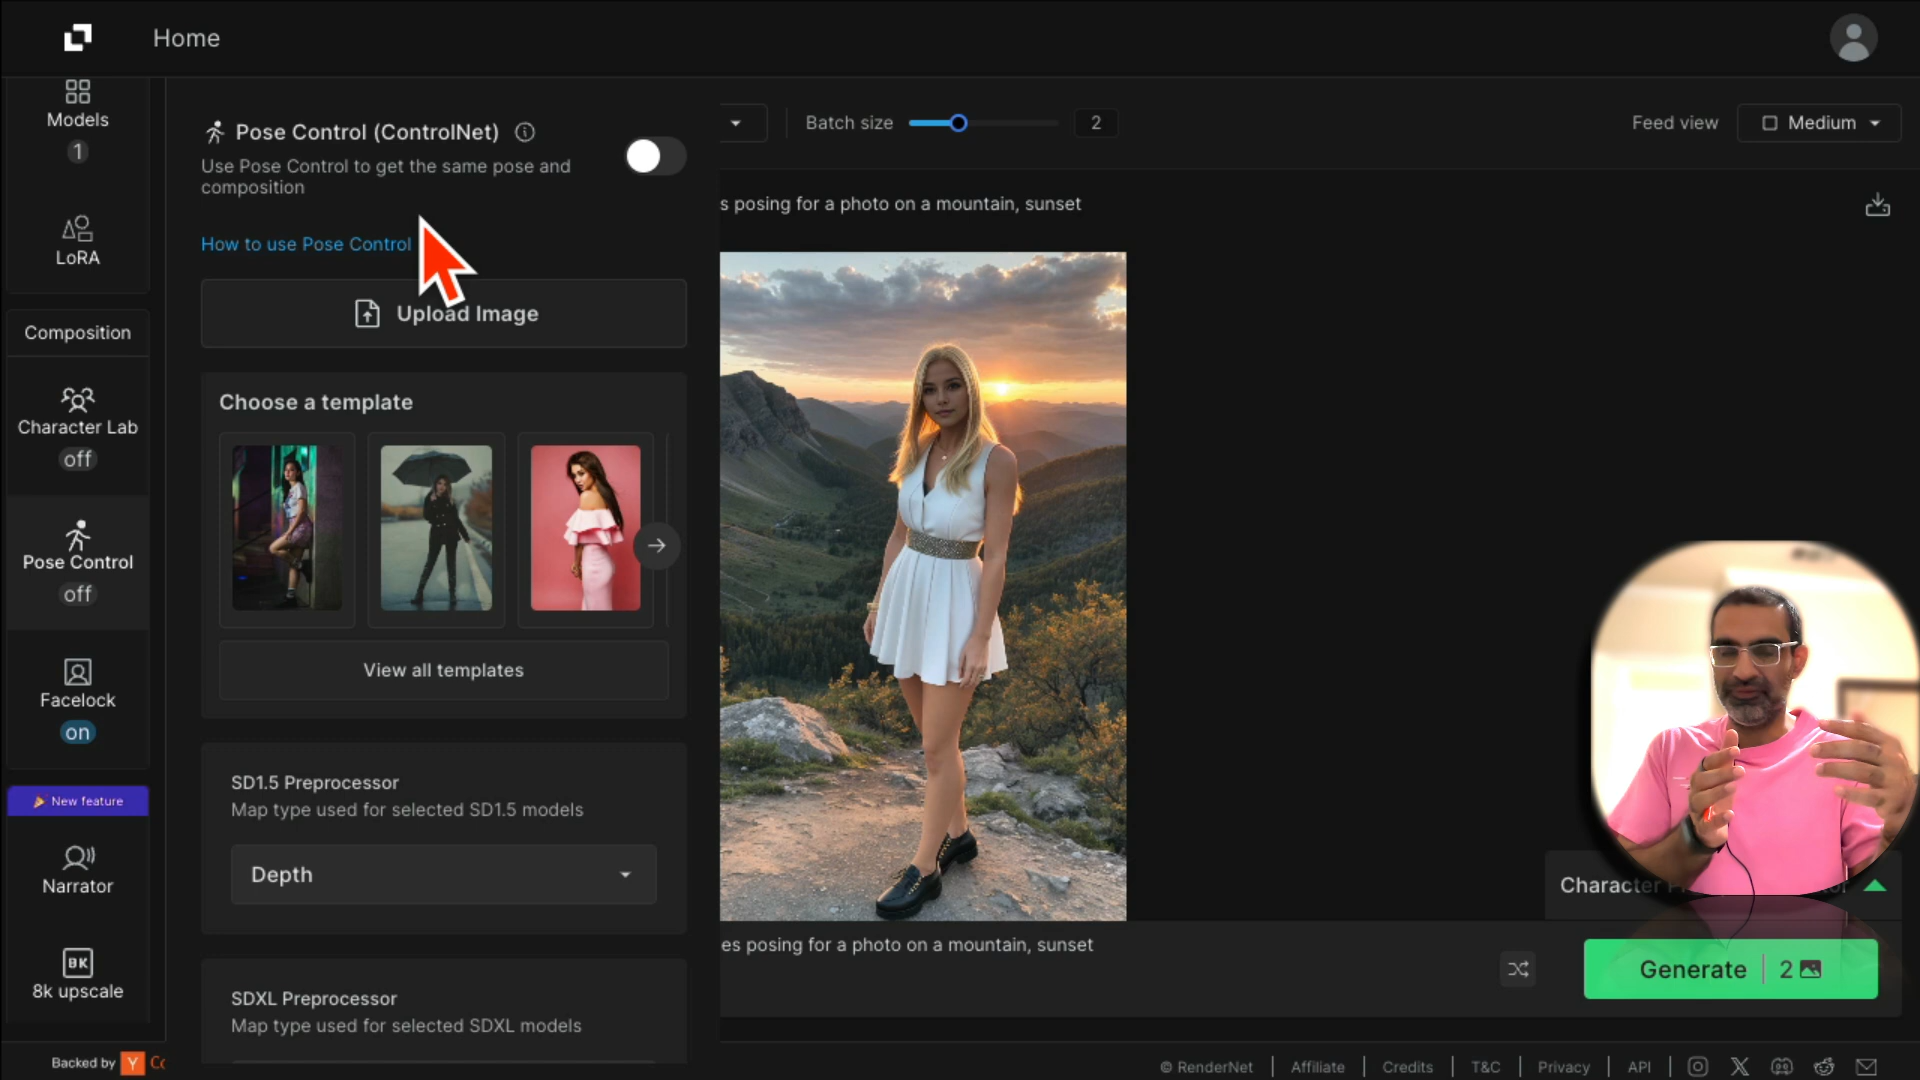 Home
Models
1
LoRA
Composition
Character Lab
off
Pose Control
off
Facelock
on
New feature
Narrator
8K
8k upscale
Backed by Y Co
Pose Control (ControlNet)
Use Pose Control to get the same pose and
composition
How to use Pose Control
Upload Image
Choose a template
View all templates
SD1.5 Preprocessor
Map type used for selected SD1.5 models
Depth
SDXL Preprocessor
Map type used for selected SDXL models
Batch size
2
Feed view
Medium
s posing for a photo on a mountain, sunset
es posing for a photo on a mountain, sunset
Character
Generate | 2
© RenderNet | Affiliate | Credits | T&C | Privacy | API